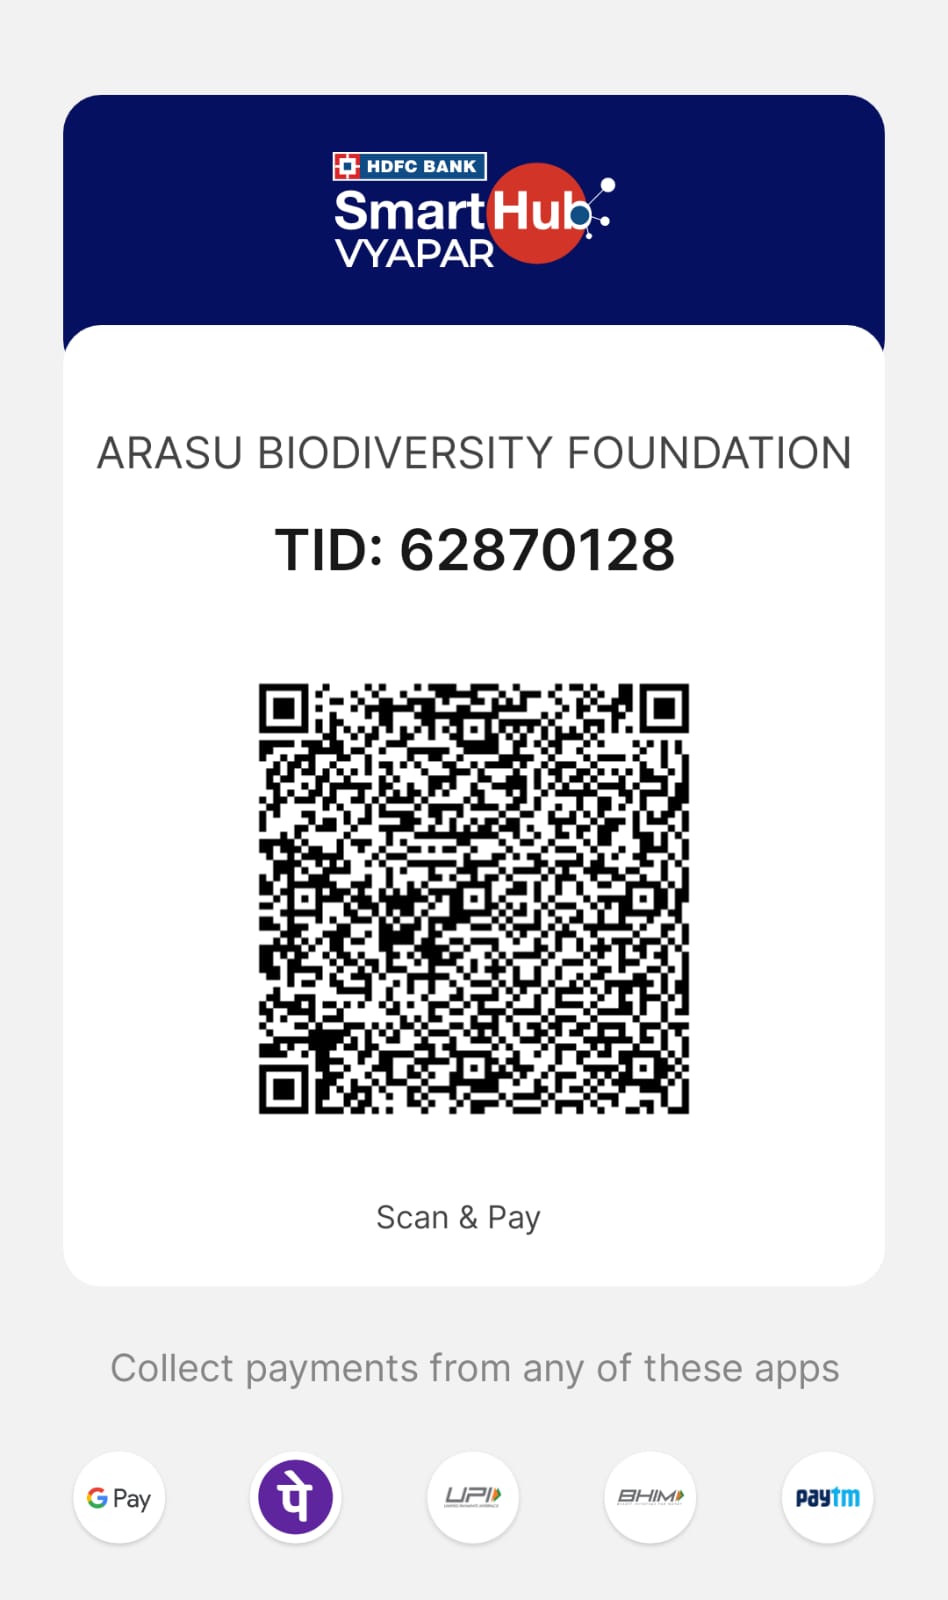 HDFC BANK
SmartHub
VYAPAR
ARASU BIODIVERSITY FOUNDATION
TID: 62870128
Scan & Pay
Collect payments from any of these apps
G Pay
पे
UPI
BHIM
paytm